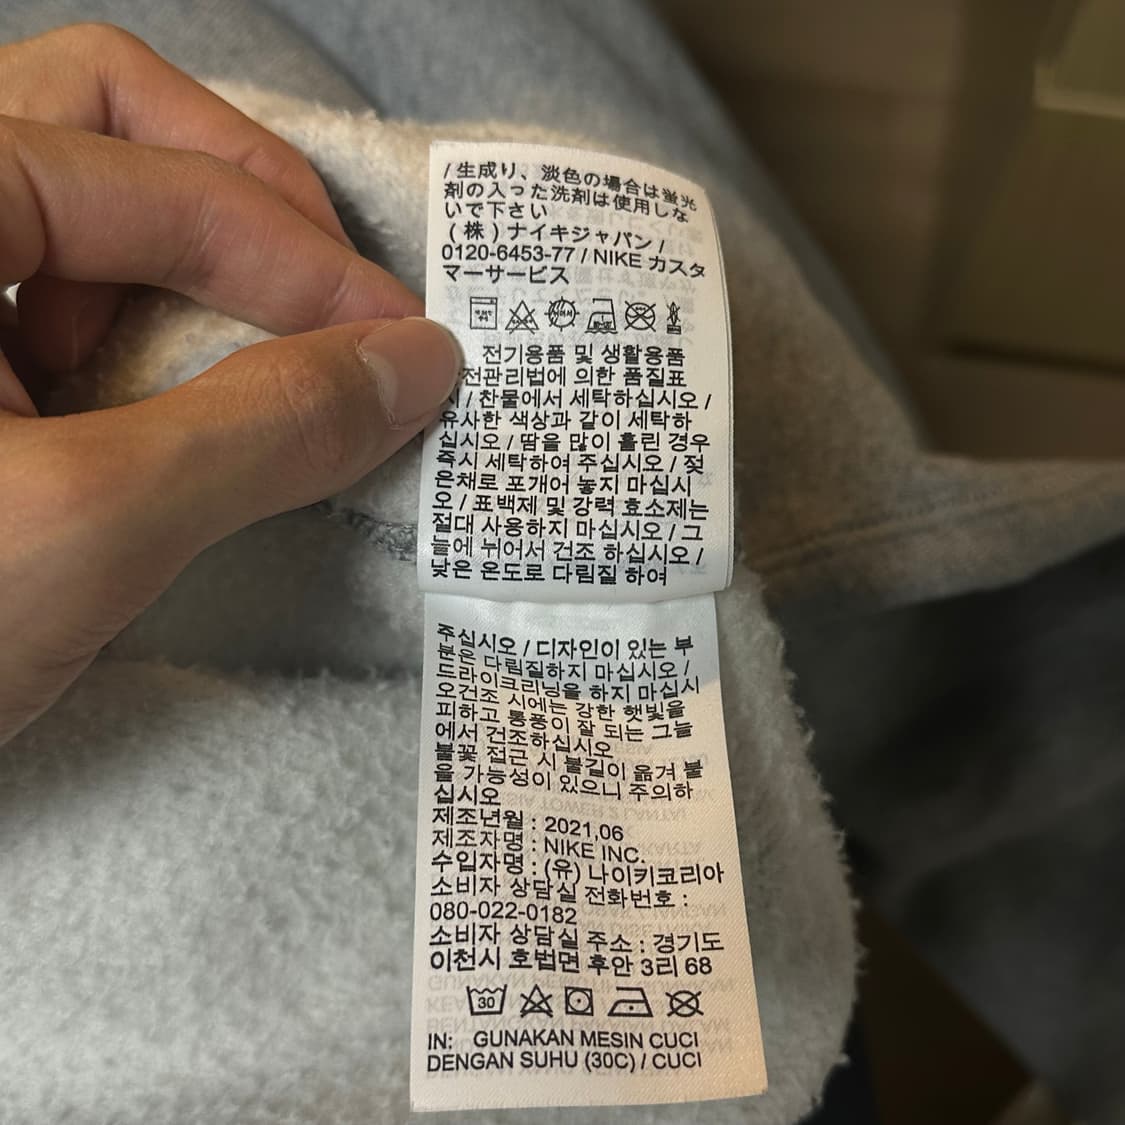 / 生成り、淡色の場合は蛍光
剤の入った洗剤は使用しな
いで下さい
(株)ナイキジャパン /
0120-6453-77 / NIKE カスタ
マーサービス
전기용품 및 생활용품
전관리법에 의한 품질표
/ 찬물에서 세탁하십시오 /
유사한 색상과 같이 세탁하
십시오 / 땀을 많이 흘린 경우
즉시 세탁하여 주십시오 / 젖
은채로 포개어 놓지 마십시
오 / 표백제 및 강력 효소제는
절대 사용하지 마십시오 / 그
늘에 뉘어서 건조 하십시오 /
낮은 온도로 다림질 하여
주십시오 / 디자인이 있는 부
분은 다림질하지 마십시오 /
드라이크리닝을 하지 마십시
오건조 시에는 강한 햇빛을
피하고 통풍이 잘 되는 그늘
에서 건조하십시오
불꽃 접근 시 불길이 옮겨 붙
을 가능성이 있으니 주의하
십시오
제조년월 : 2021,06
제조자명 : NIKE INC.
수입자명 : (유) 나이키코리아
소비자 상담실 전화번호 :
080-022-0182
소비자 상담실 주소 : 경기도
이천시 호법면 후안 3리 68
30
IN: GUNAKAN MESIN CUCI
DENGAN SUHU (30C) / CUCI